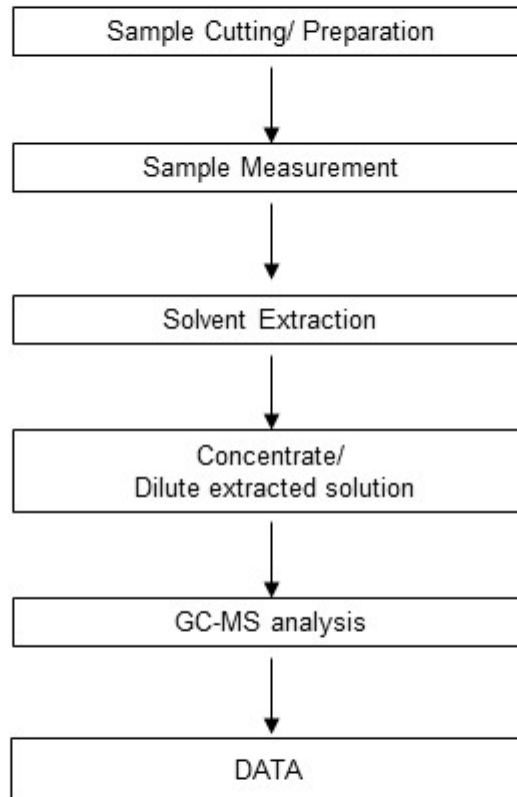 Sample Cutting/ Preparation
Sample Measurement
Solvent Extraction
Concentrate/
Dilute extracted solution
GC-MS analysis
DATA